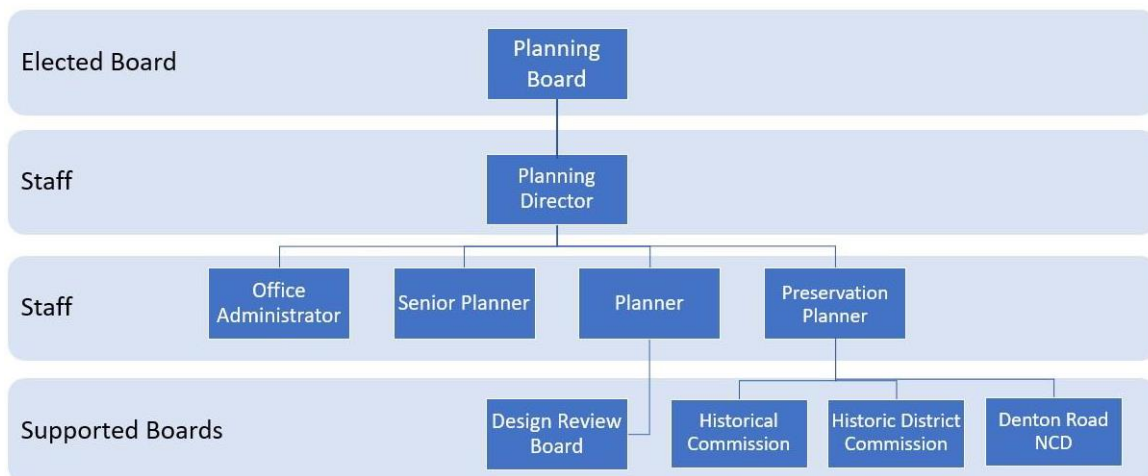 Elected Board
Planning
Board
Staff
Planning
Director
Staff
Office
Administrator
Senior Planner
Planner
Preservation
Planner
Supported Boards
Design Review
Board
Historical
Commission
Historic District
Commission
Denton Road
NCD